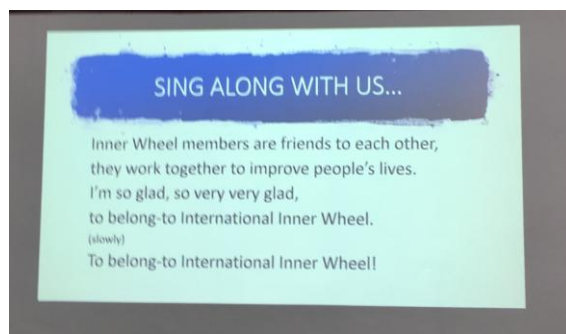 SING ALONG WITH US...
Inner Wheel members are friends to each other,
they work together to improve people's lives.
I'm so glad, so very very glad,
to belong-to International Inner Wheel.
(slowly)
To belong-to International Inner Wheel!